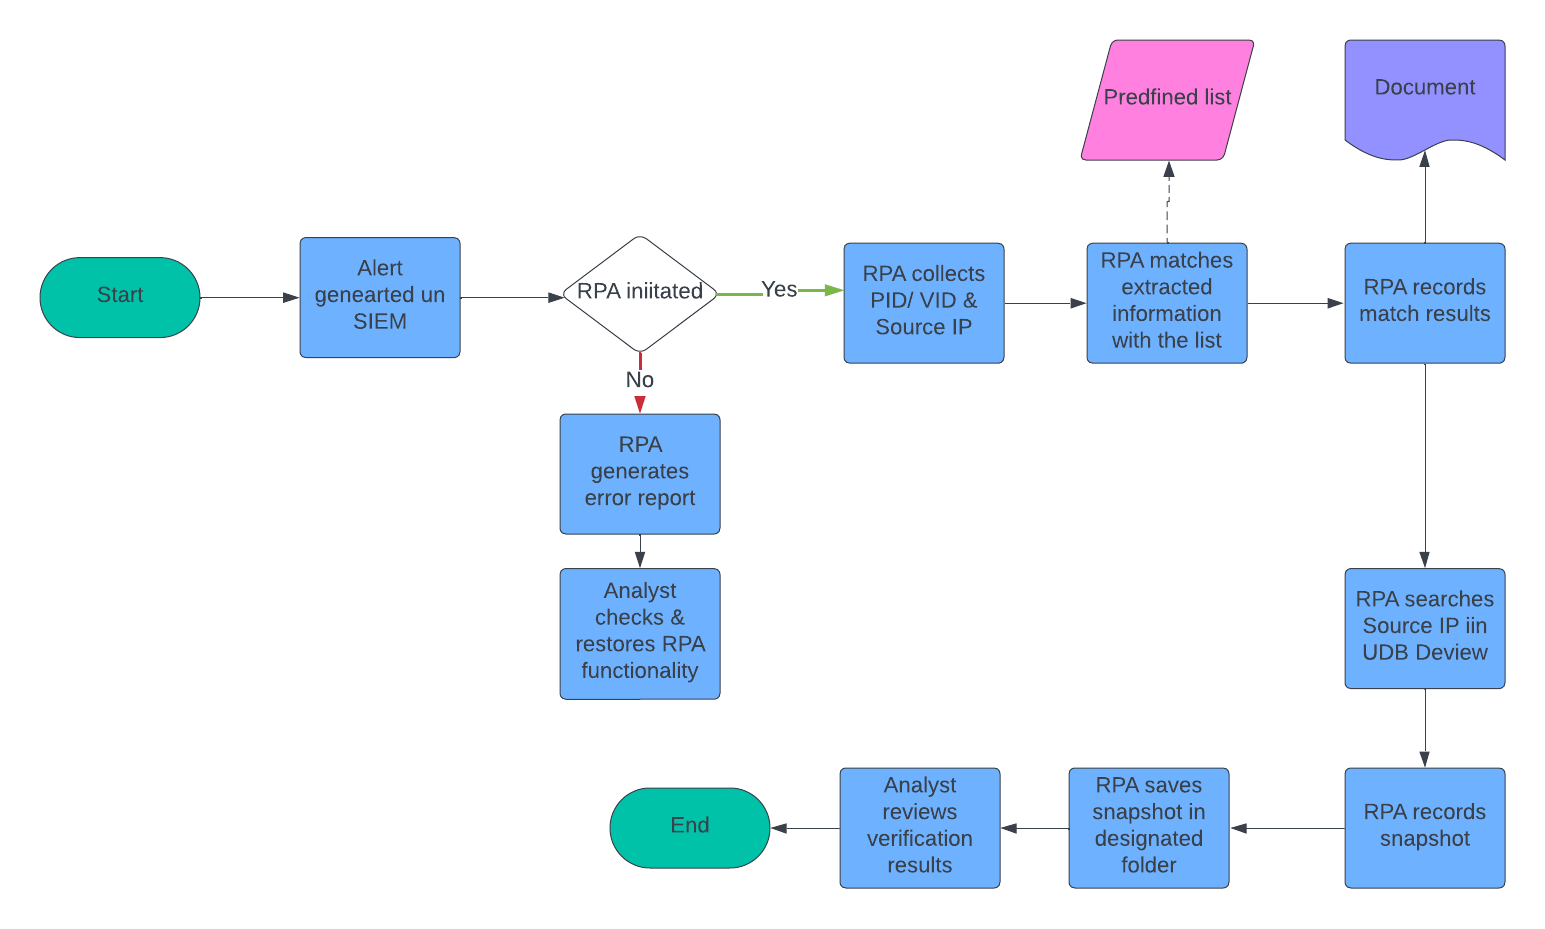 Predfined list
Document
Start
Alert
genearted un
SIEM
RPA iniitated
Yes
RPA collects
PID/ VID &
Source IP
RPA matches
extracted
information
with the list
RPA records
match results
No
RPA
generates
error report
Analyst
checks &
restores RPA
functionality
RPA searches
Source IP iin
UDB Deview
End
Analyst
reviews
verification
results
RPA saves
snapshot in
designated
folder
RPA records
snapshot